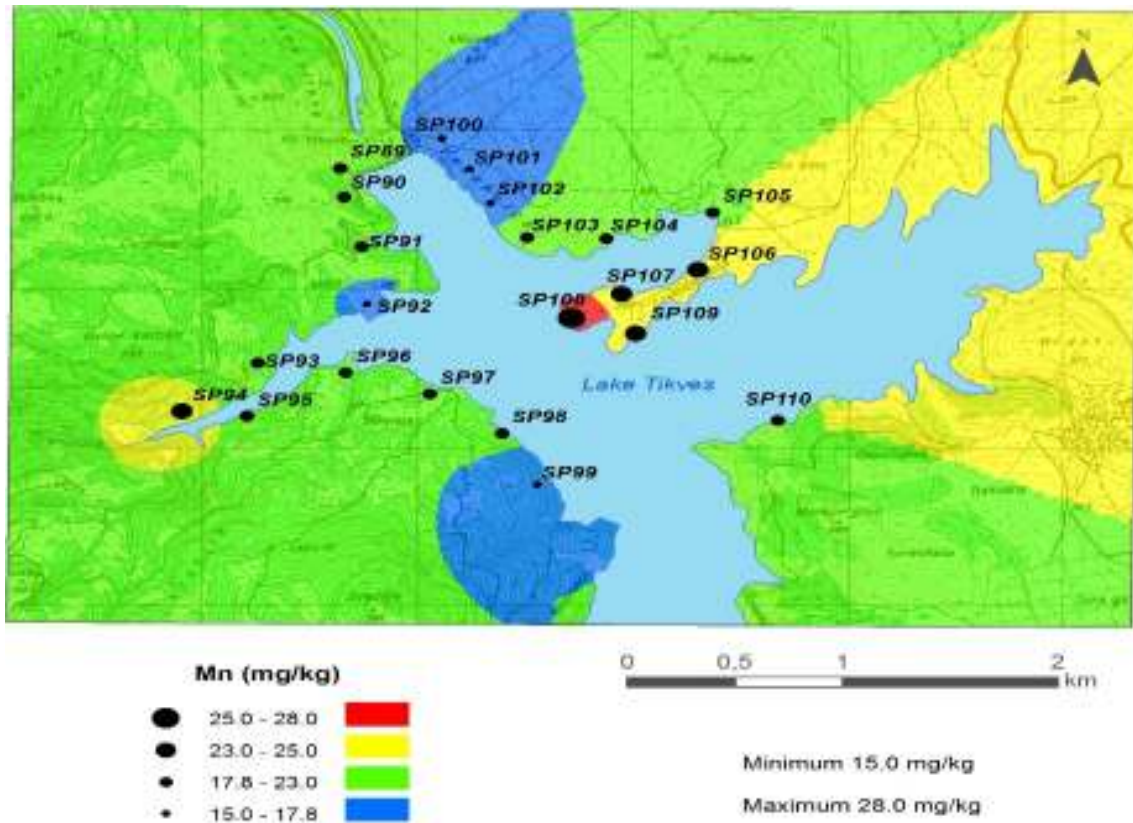 N
SP100
SP89
SP101
SP90
SP102
SP105
SP103
SP104
SP91
SP106
SP107
SP92
SP108
SP109
SP93
SP96
Lake Tikves
SP94
SP97
SP95
SP110
SP98
SP99
Mn (mg/kg)
25.0 - 28.0
23.0 - 25.0
17.8 - 23.0
15.0 - 17.8
0 0.5 1 2
km
Minimum 15.0 mg/kg
Maximum 28.0 mg/kg